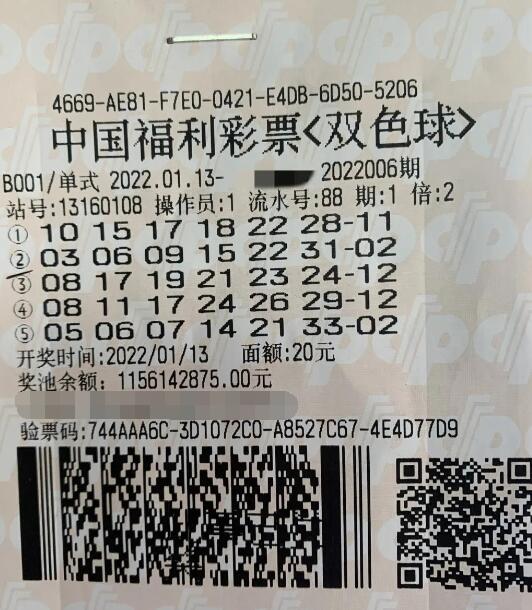 4669-AE81-F7E0-0421-E4DB-6D50-5206
中国福利彩票<双色球>
B001/单式 2022.01.13- 2022006期
站号:13160108 操作员:1 流水号:88 期:1 倍:2
① 10 15 17 18 22 28-11
② 03 06 09 15 22 31-02
③ 08 17 19 21 23 24-12
④ 08 11 17 24 26 29-12
⑤ 05 06 07 14 21 33-02
开奖时间:2022/01/13 面额:20元
奖池余额: 1156142875.00元
验票码:744AAA6C-3D1072C0-A8527C67-4E4D77D9